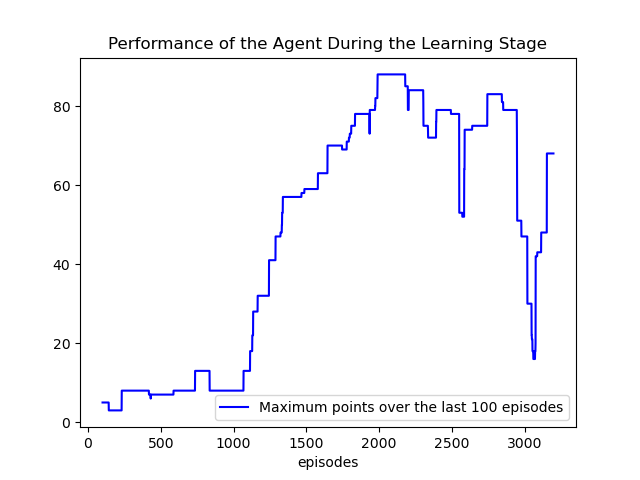 Performance of the Agent During the Learning Stage
80
60
40
20
0
Maximum points over the last 100 episodes
0 500 1000 1500 2000 2500 3000
episodes